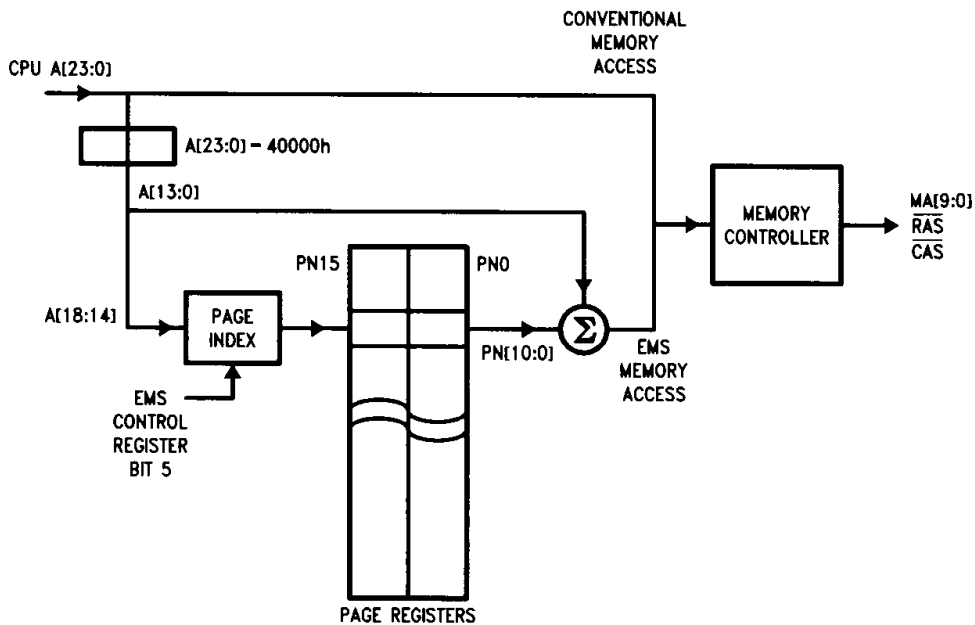 CONVENTIONAL
MEMORY
ACCESS
CPU A[23:0]
A[23:0] – 40000h
A[13:0]
MEMORY
CONTROLLER
MA[9:0]
RAS
CAS
PN15
PN0
A[18:14]
PAGE
INDEX
Σ
PN[10:0]
EMS
MEMORY
ACCESS
EMS
CONTROL
REGISTER
BIT 5
PAGE REGISTERS